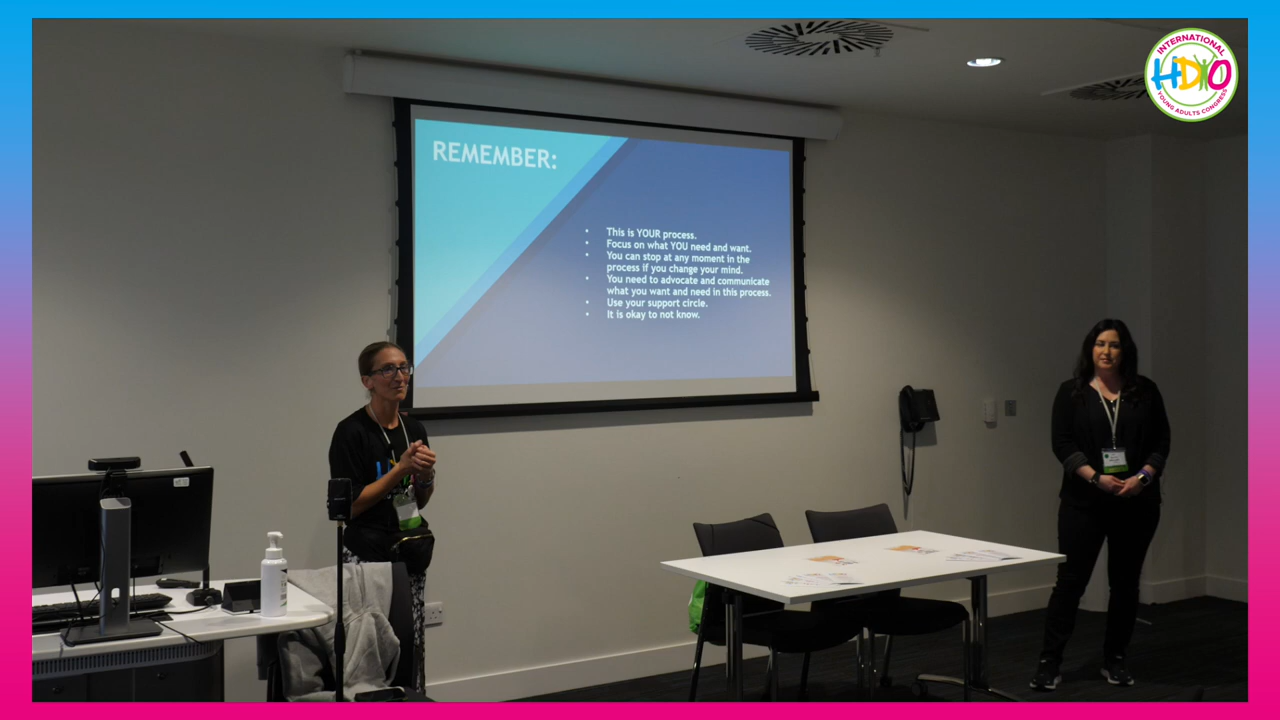 INTERNATIONAL
HDYO
YOUNG ADULTS CONGRESS
REMEMBER:
• This is YOUR process.
• Focus on what YOU need and want.
• You can stop at any moment in the
process if you change your mind.
• You need to advocate and communicate
what you want and need in this process.
• Use your support circle.
• It is okay to not know.